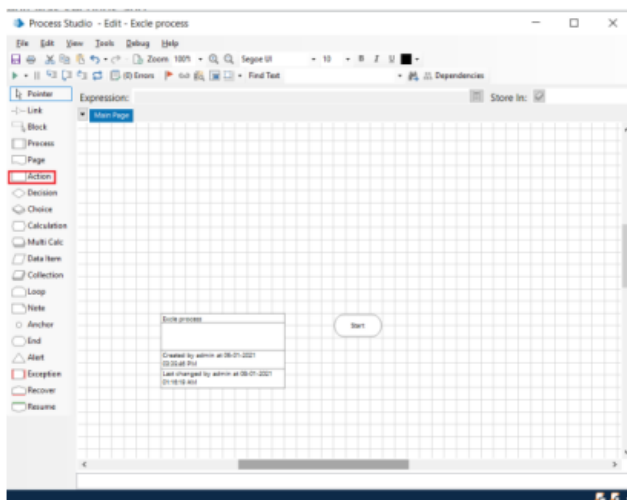 Process Studio - Edit - Excle process
File Edit View Tools Debug Help
Zoom 100% Segoe UI 10 B I U
(0) Errors Find Text Dependencies
Pointer
Expression:
Store In:
Link
Main Page
Block
Process
Page
Action
Decision
Choice
Calculation
Multi Calc
Data Item
Collection
Loop
Note
Excle process
Anchor
Start
End
Alert
Created by admin at 06-01-2021
Exception
Last changed by admin at 06-01-2021
Recover
Resume